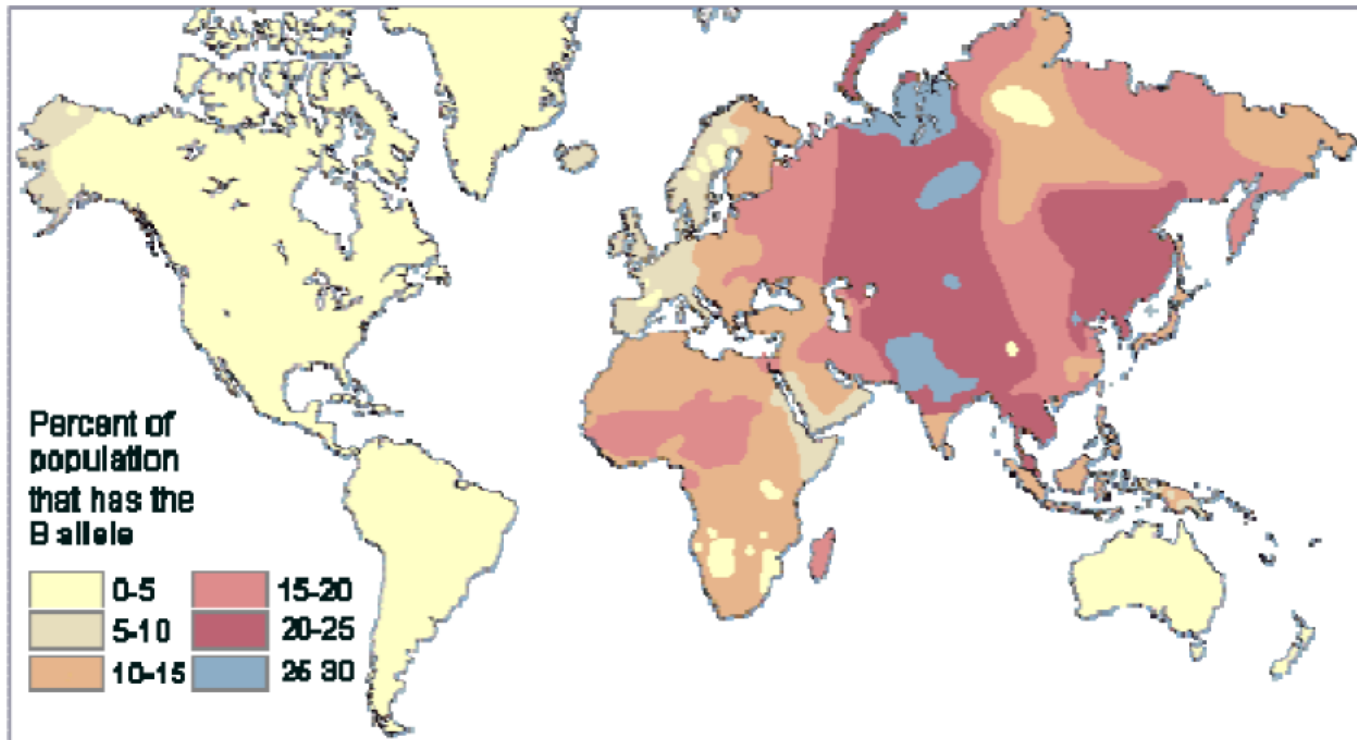 Percent of
population
that has the
B allele
0-5
15-20
5-10
20-25
10-15
25 30